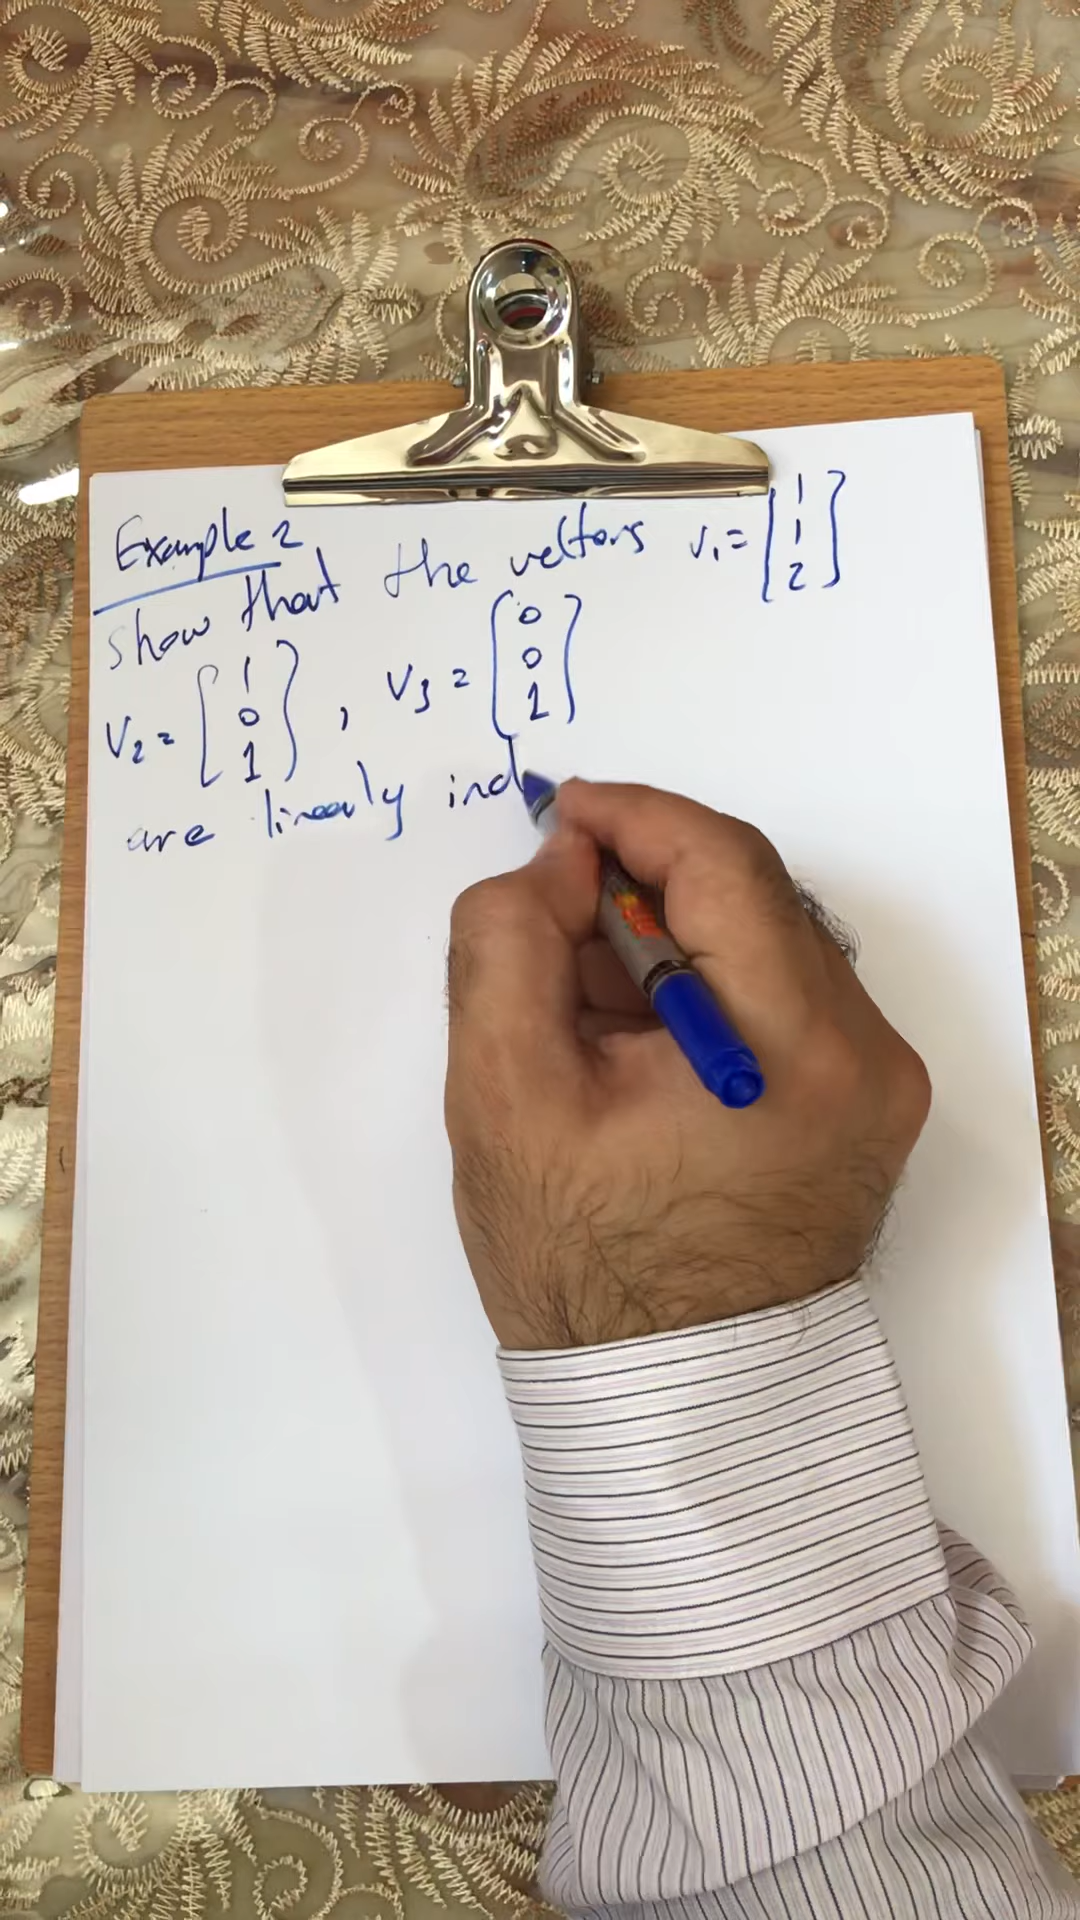 Example 2
show that the vectors v₁ = [1 1 2]
v₂ = [1 0 1] , v₃ = [0 0 1]
are linearly ind